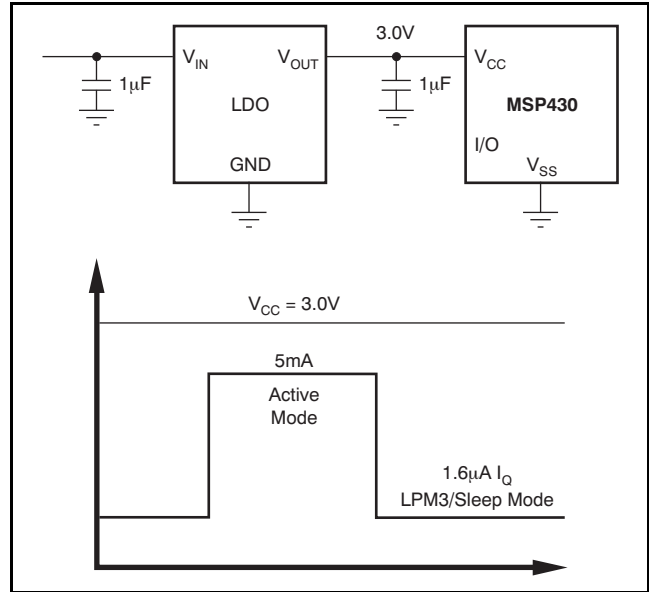 3.0V
V_IN
V_OUT
V_CC
1μF
1μF
LDO
MSP430
I/O
GND
V_SS
V_CC = 3.0V
5mA
Active
Mode
1.6μA I_Q
LPM3/Sleep Mode